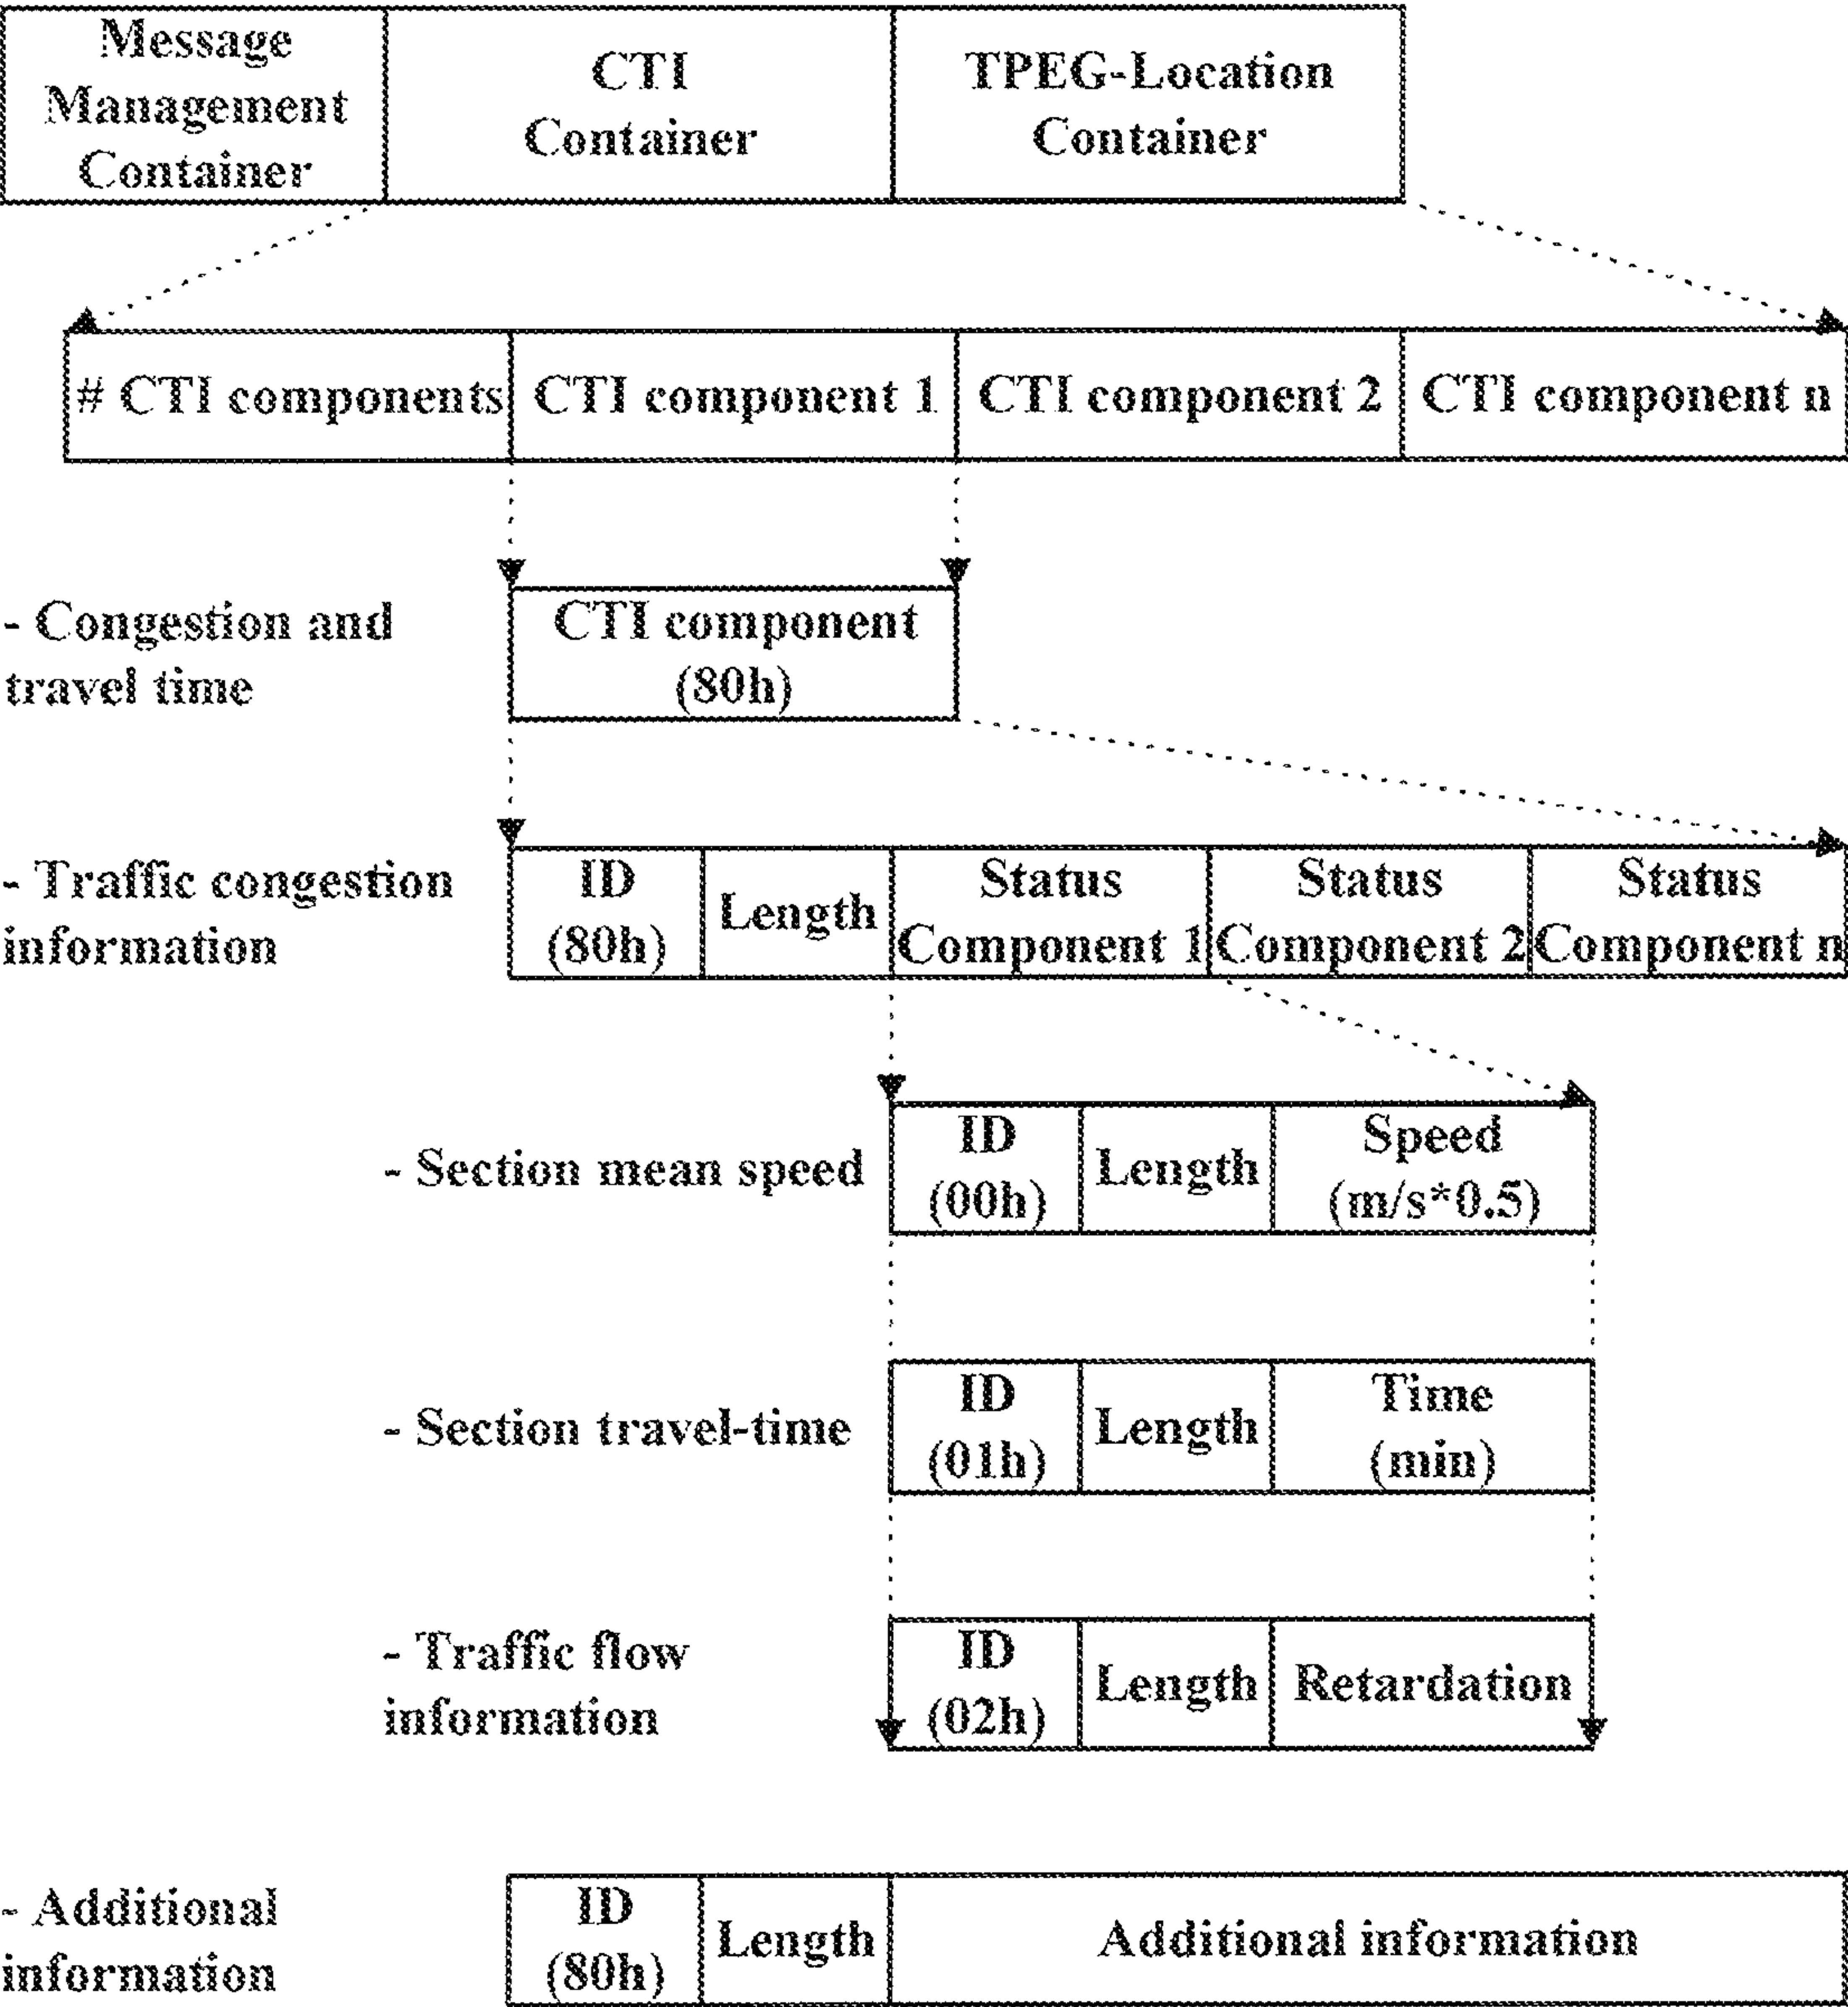 Message
Management
Container
CTI
Container
TPEG-Location
Container
# CTI components
CTI component 1
CTI component 2
CTI component n
- Congestion and
travel time
CTI component
(80h)
- Traffic congestion
information
ID
(80h)
Length
Status
Component 1
Status
Component 2
Status
Component n
- Section mean speed
ID
(00h)
Length
Speed
(m/s*0.5)
- Section travel-time
ID
(01h)
Length
Time
(min)
- Traffic flow
information
ID
(02h)
Length
Retardation
- Additional
information
ID
(80h)
Length
Additional information